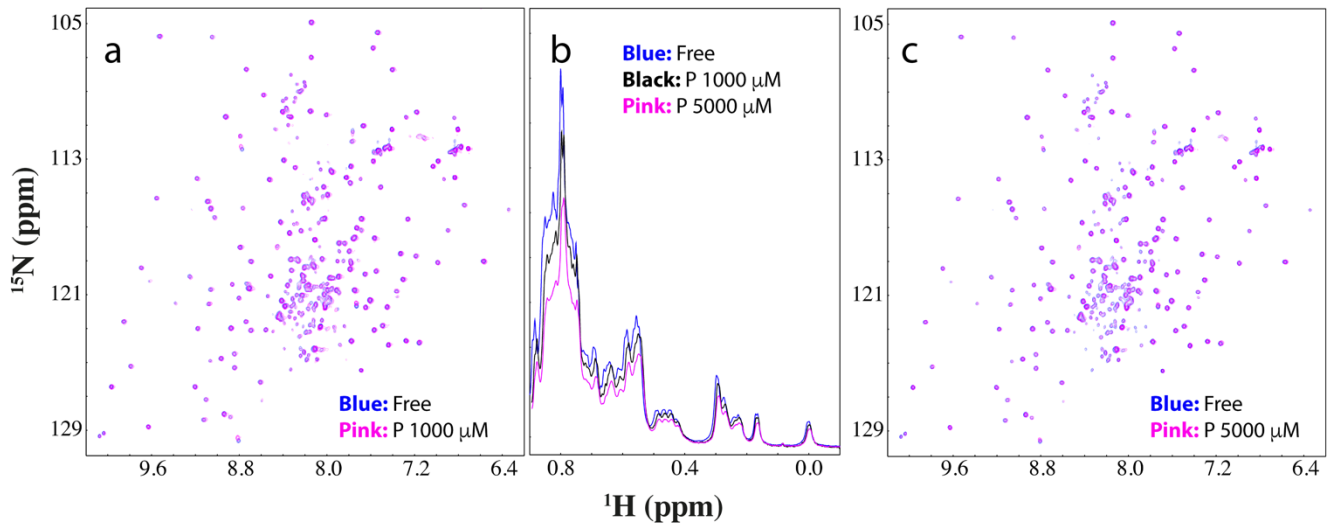 a
105
113
121
129
¹⁵N (ppm)
Blue: Free
Pink: P 1000 μM
9.6 8.8 8.0 7.2 6.4
b
Blue: Free
Black: P 1000 μM
Pink: P 5000 μM
0.8 0.4 0.0
¹H (ppm)
c
105
113
121
129
Blue: Free
Pink: P 5000 μM
9.6 8.8 8.0 7.2 6.4